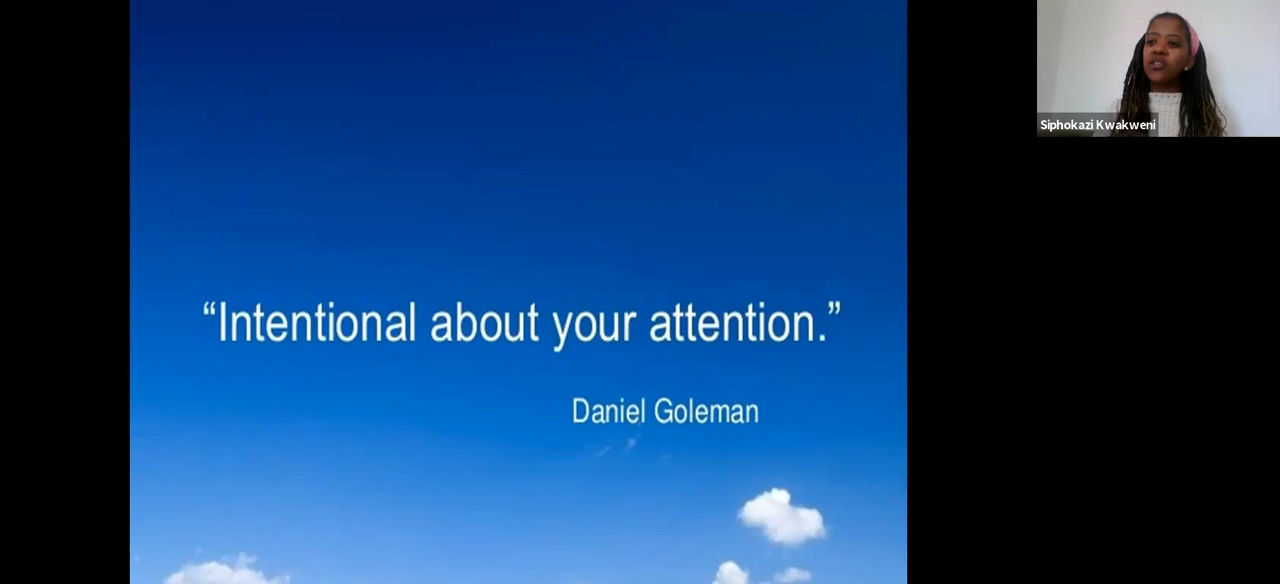 “Intentional about your attention.”
Daniel Goleman
Siphokazi Kwakweni